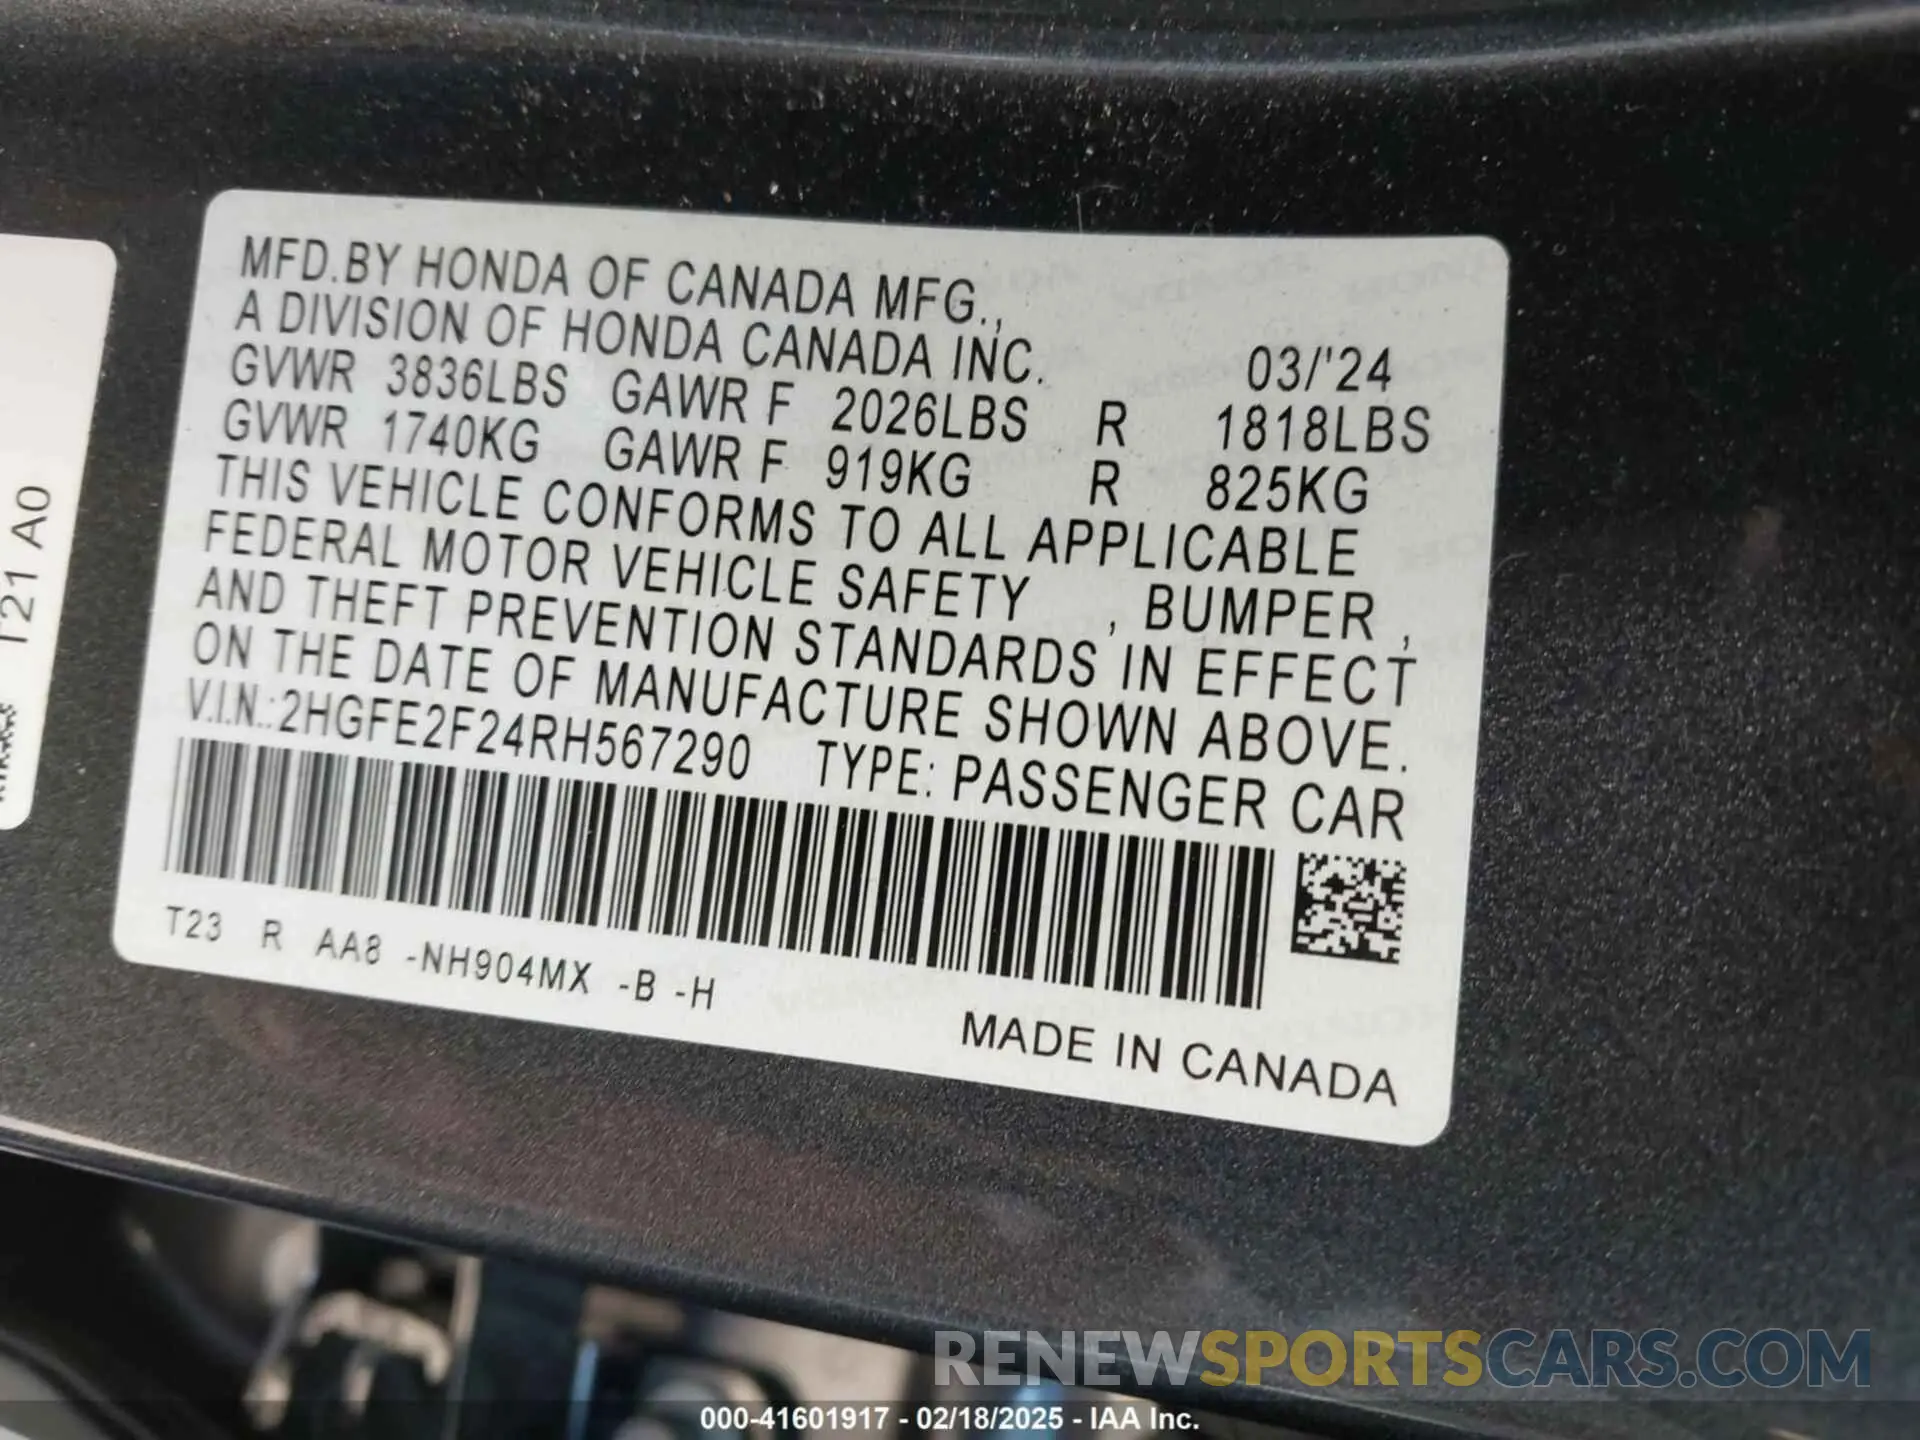 MFD.BY HONDA OF CANADA MFG.,
A DIVISION OF HONDA CANADA INC. 03/'24
GVWR 3836LBS GAWR F 2026LBS R 1818LBS
GVWR 1740KG GAWR F 919KG R 825KG
THIS VEHICLE CONFORMS TO ALL APPLICABLE
FEDERAL MOTOR VEHICLE SAFETY , BUMPER ,
AND THEFT PREVENTION STANDARDS IN EFFECT
ON THE DATE OF MANUFACTURE SHOWN ABOVE.
V.I.N.:2HGFE2F24RH567290 TYPE: PASSENGER CAR
T23 R AA8 -NH904MX -B -H
MADE IN CANADA
T21 A0
RENEWSPORTSCARS.COM
000-41601917 - 02/18/2025 - IAA Inc.